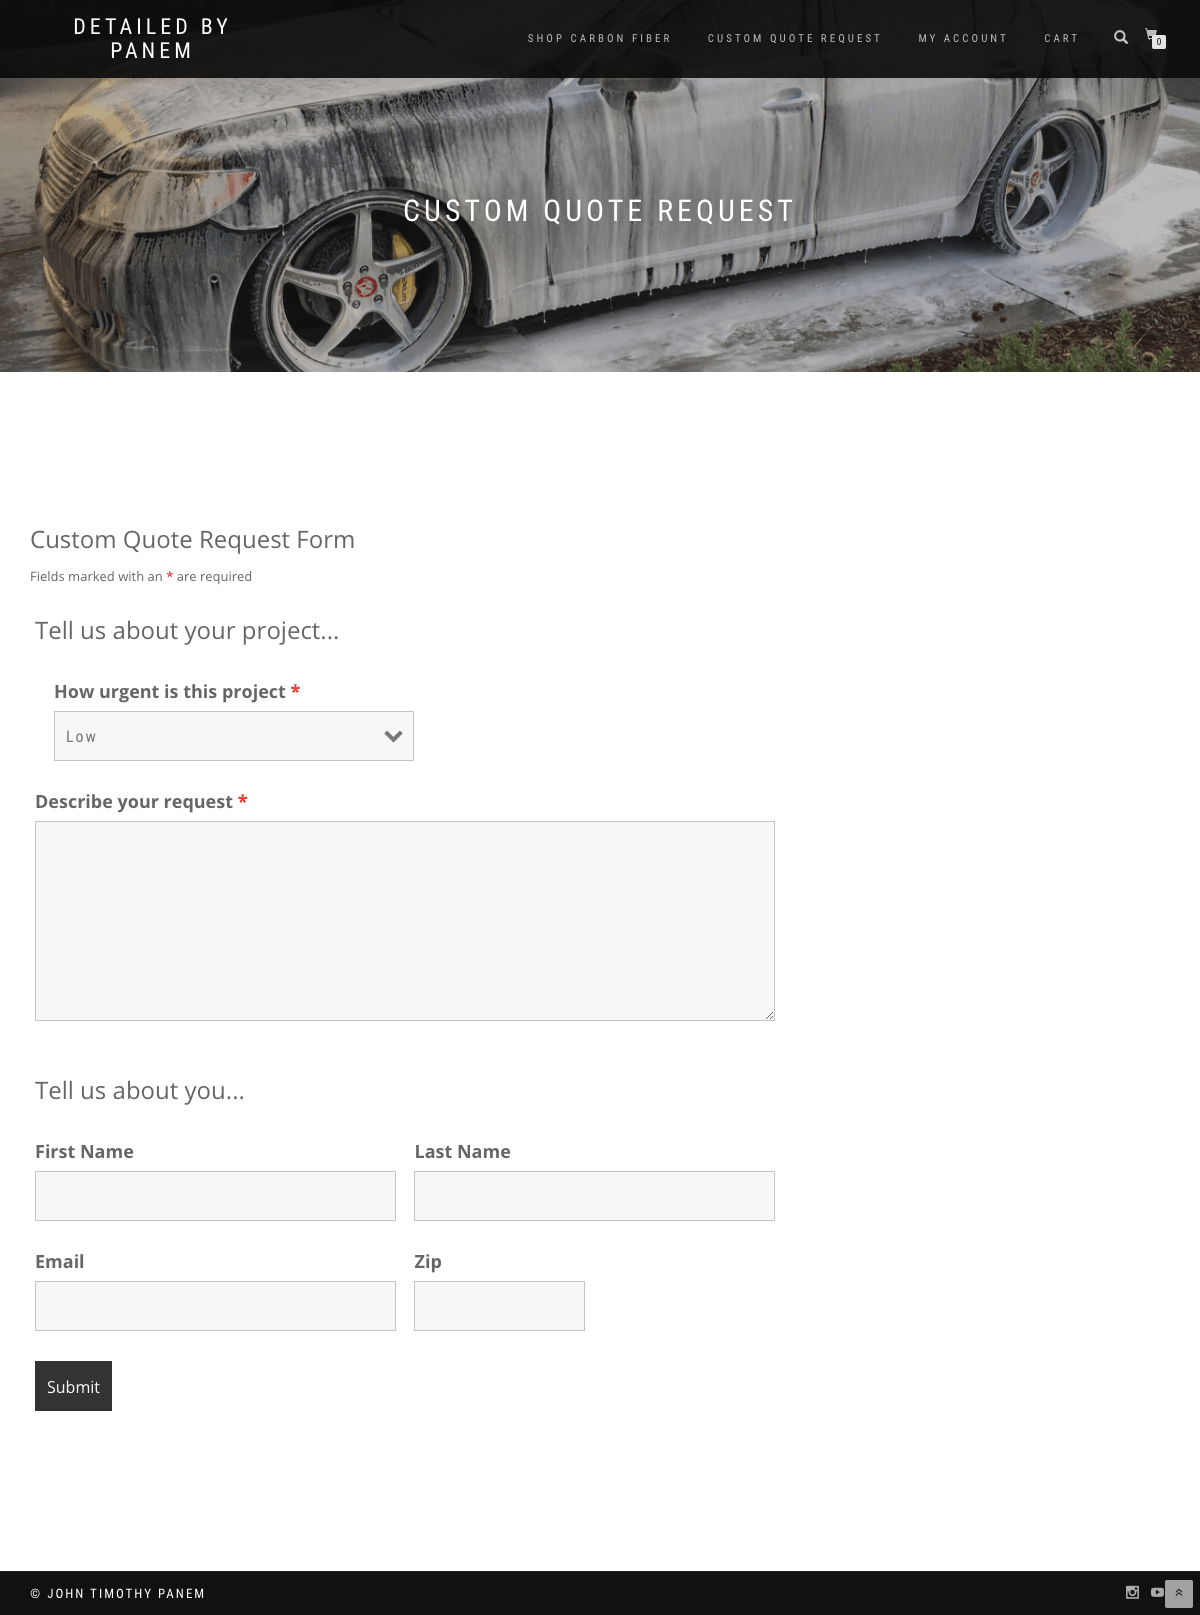 DETAILED BY
PANEM
SHOP CARBON FIBER CUSTOM QUOTE REQUEST MY ACCOUNT CART 0
CUSTOM QUOTE REQUEST
Custom Quote Request Form
Fields marked with an * are required
Tell us about your project...
How urgent is this project *
Low
Describe your request *
Tell us about you...
First Name Last Name
Email Zip
Submit
© JOHN TIMOTHY PANEM